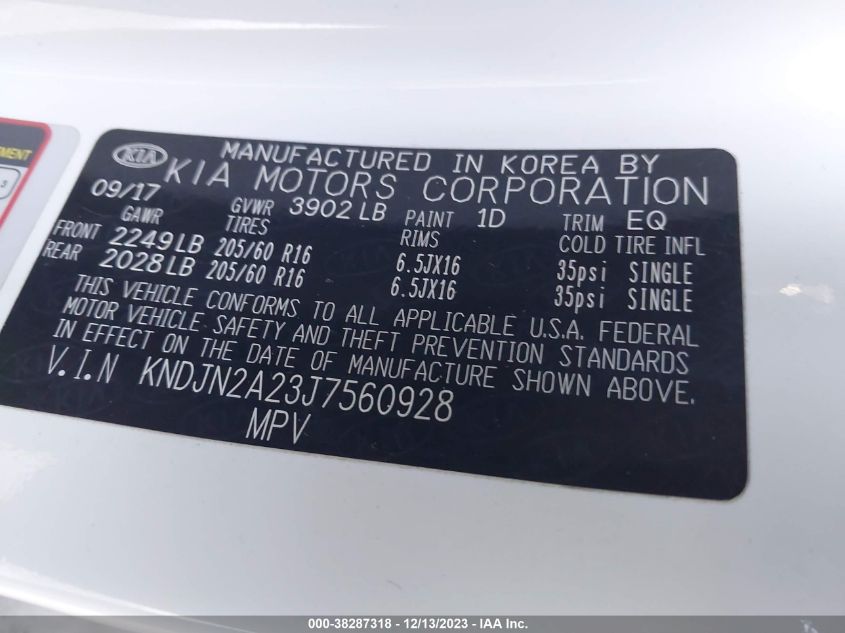 EMENT
3
KIA MANUFACTURED IN KOREA BY
KIA MOTORS CORPORATION
09/17 GVWR 3902 LB PAINT 1D TRIM EQ
GAWR TIRES RIMS COLD TIRE INFL
FRONT 2249 LB 205/60 R16 6.5JX16 35psi SINGLE
REAR 2028 LB 205/60 R16 6.5JX16 35psi SINGLE
THIS VEHICLE CONFORMS TO ALL APPLICABLE U.S.A. FEDERAL
MOTOR VEHICLE SAFETY AND THEFT PREVENTION STANDARDS
IN EFFECT ON THE DATE OF MANUFACTURE SHOWN ABOVE.
V.I.N KNDJN2A23J7560928
MPV
000-38287318 - 12/13/2023 - IAA Inc.